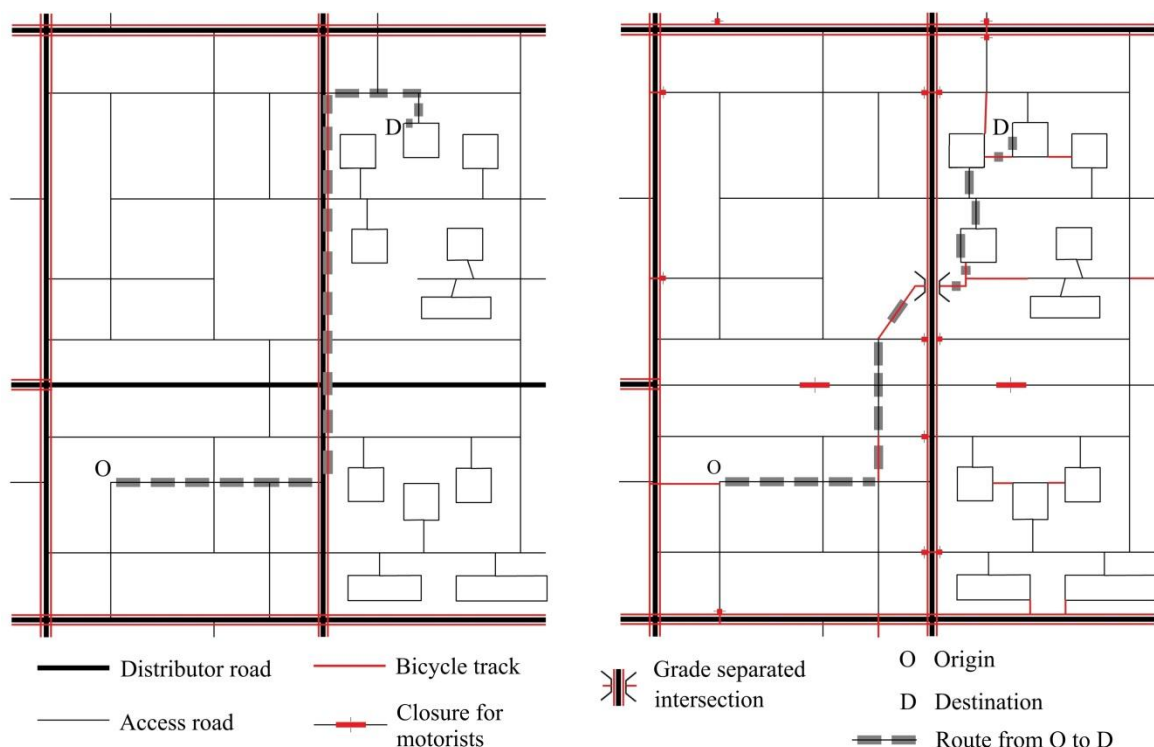 D
O
D
O
Distributor road
Bicycle track
Access road
Closure for
motorists
Grade separated
intersection
O Origin
D Destination
Route from O to D